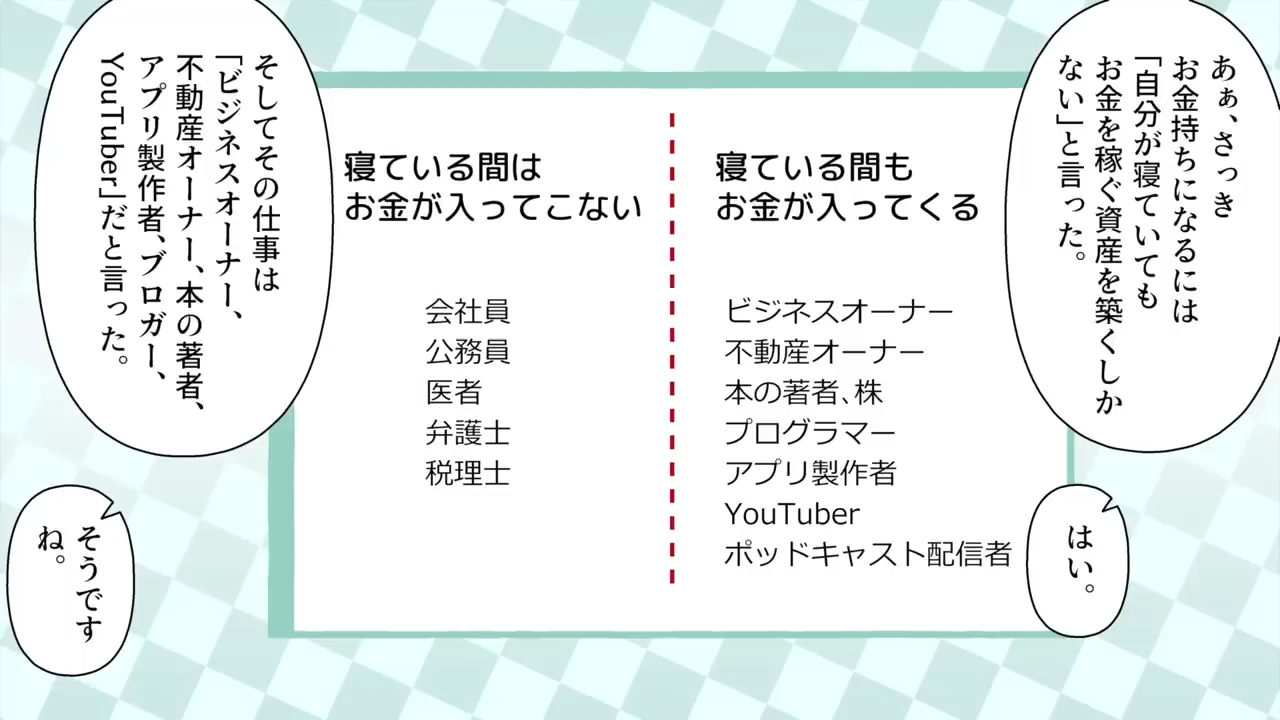 あぁ、さっき
お金持ちになるには
「自分が寝ていても
お金を稼ぐ資産を築くしか
ない」と言った。
はい。
寝ている間は
お金が入ってこない
会社員
公務員
医者
弁護士
税理士
寝ている間も
お金が入ってくる
ビジネスオーナー
不動産オーナー
本の著者、株
プログラマー
アプリ製作者
YouTuber
ポッドキャスト配信者
そしてその仕事は
「ビジネスオーナー、
不動産オーナー、本の著者、
アプリ製作者、ブロガー、
YouTuber」だと言った。
そうです
ね。